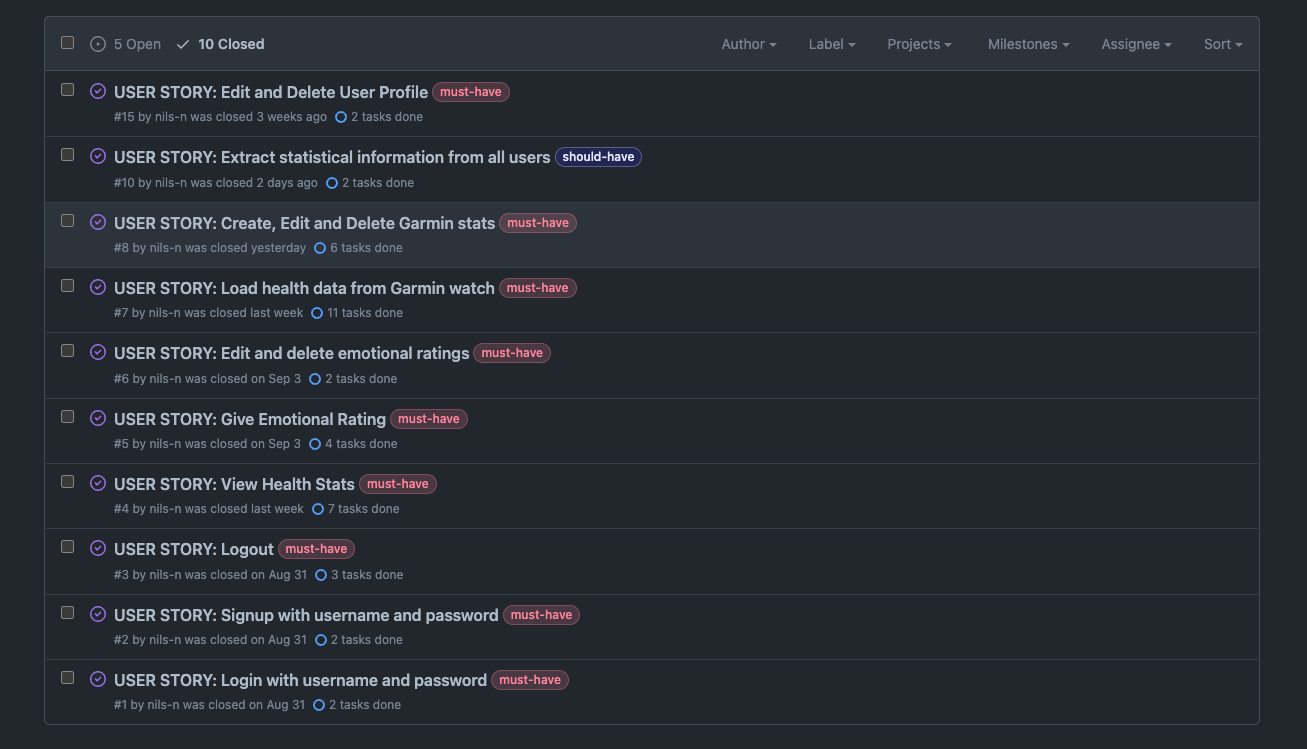 5 Open 10 Closed Author Label Projects Milestones Assignee Sort
USER STORY: Edit and Delete User Profile must-have
#15 by nils-n was closed 3 weeks ago 2 tasks done
USER STORY: Extract statistical information from all users should-have
#10 by nils-n was closed 2 days ago 2 tasks done
USER STORY: Create, Edit and Delete Garmin stats must-have
#8 by nils-n was closed yesterday 6 tasks done
USER STORY: Load health data from Garmin watch must-have
#7 by nils-n was closed last week 11 tasks done
USER STORY: Edit and delete emotional ratings must-have
#6 by nils-n was closed on Sep 3 2 tasks done
USER STORY: Give Emotional Rating must-have
#5 by nils-n was closed on Sep 3 4 tasks done
USER STORY: View Health Stats must-have
#4 by nils-n was closed last week 7 tasks done
USER STORY: Logout must-have
#3 by nils-n was closed on Aug 31 3 tasks done
USER STORY: Signup with username and password must-have
#2 by nils-n was closed on Aug 31 2 tasks done
USER STORY: Login with username and password must-have
#1 by nils-n was closed on Aug 31 2 tasks done